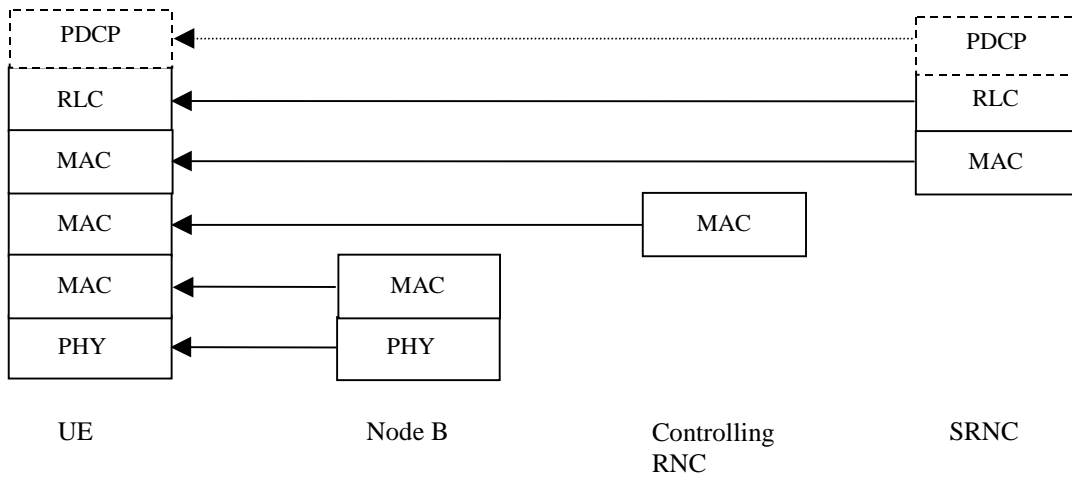 PDCP
PDCP
RLC
RLC
MAC
MAC
MAC
MAC
MAC
MAC
PHY
PHY
UE
Node B
Controlling
RNC
SRNC